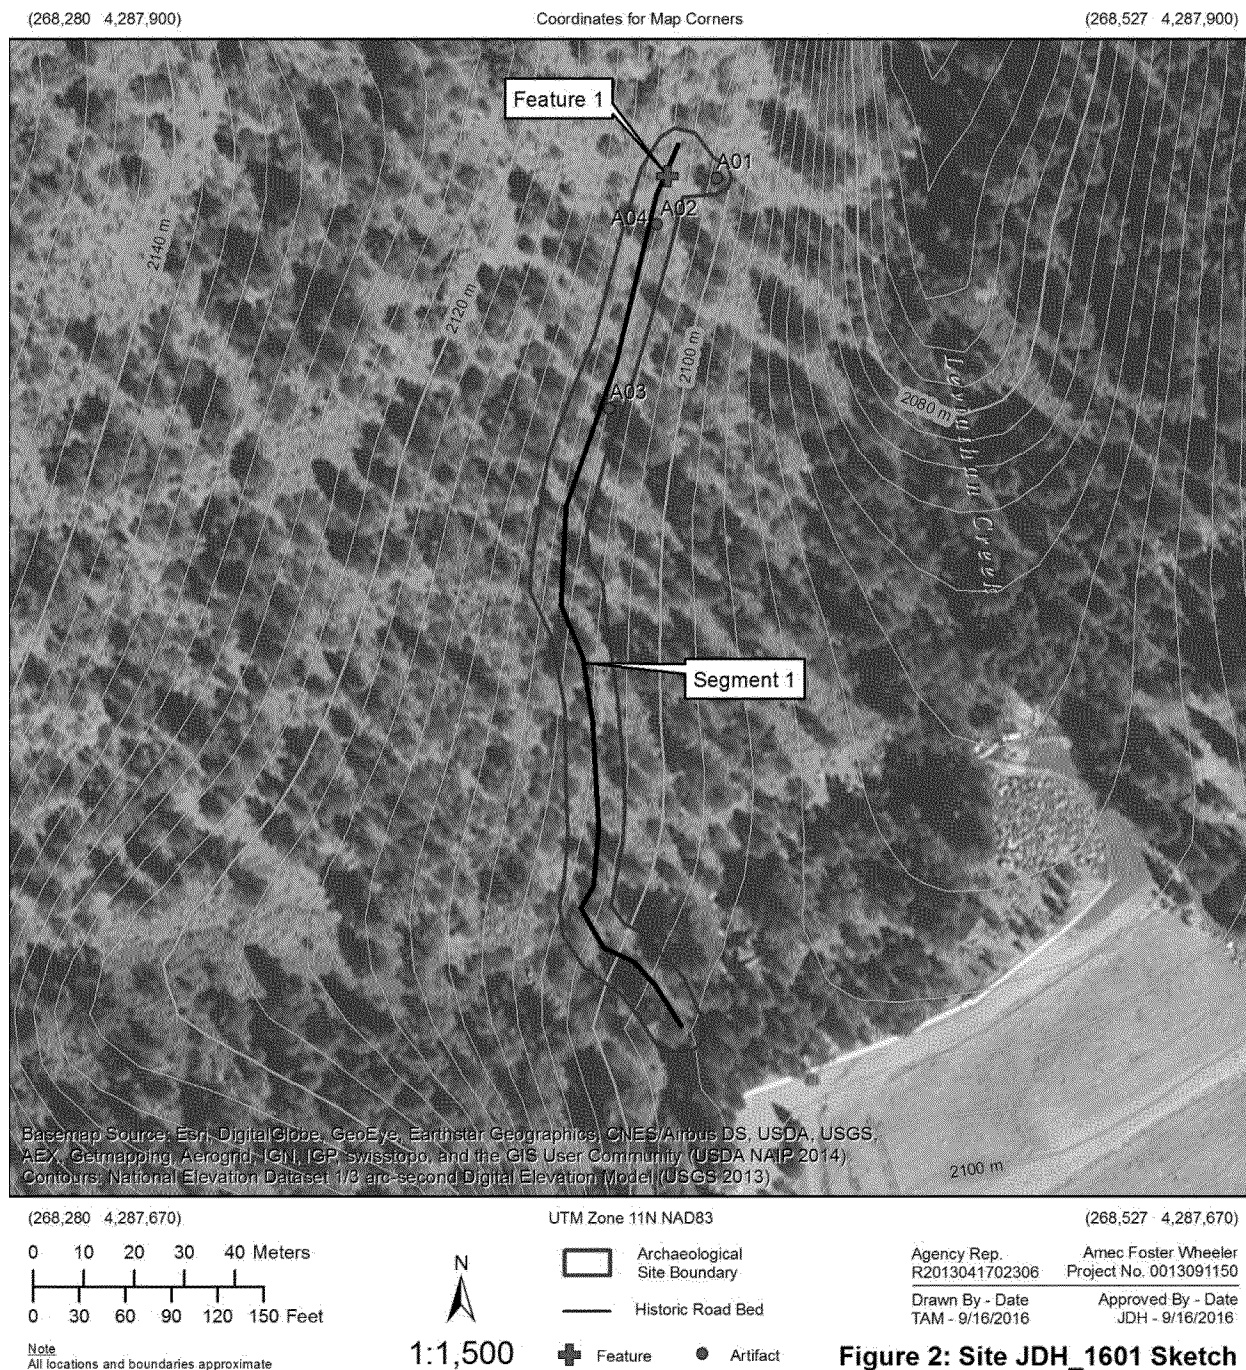 (268,280 4,287,900) Coordinates for Map Corners (268,527 4,287,900)
Feature 1
A01
A04 A02
2140 m
2120 m
2100 m
A03
2080 m
Leviathan Creek
Segment 1
Basemap Source: Esri, DigitalGlobe, GeoEye, Earthstar Geographics, CNES/Airbus DS, USDA, USGS,
AEX, Getmapping, Aerogrid, IGN, IGP, swisstopo, and the GIS User Community (USDA NAIP 2014)
Contours: National Elevation Dataset 1/3 arc-second Digital Elevation Model (USGS 2013)
2100 m
(268,280 4,287,670) UTM Zone 11N NAD83 (268,527 4,287,670)
0 10 20 30 40 Meters
0 30 60 90 120 150 Feet
Note
All locations and boundaries approximate
N
1:1,500
Archaeological
Site Boundary
Historic Road Bed
Feature Artifact
Agency Rep. Amec Foster Wheeler
R2013041702306 Project No. 0013091150
Drawn By - Date Approved By - Date
TAM - 9/16/2016 JDH - 9/16/2016
Figure 2: Site JDH_1601 Sketch